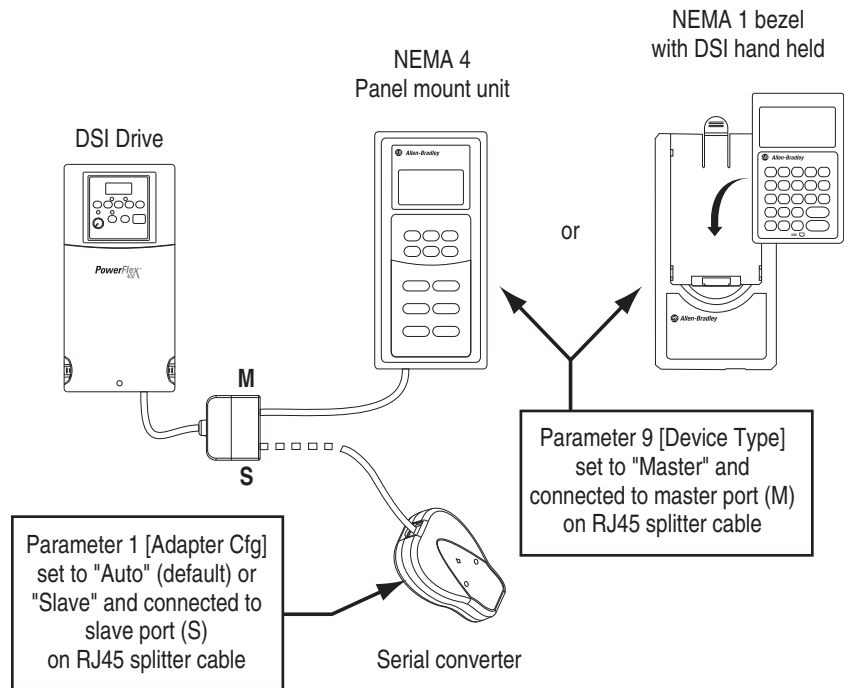 NEMA 1 bezel
with DSI hand held
NEMA 4
Panel mount unit
DSI Drive
Allen-Bradley
Allen-Bradley
PowerFlex
400
or
Allen-Bradley
M
S
Parameter 9 [Device Type]
set to "Master" and
connected to master port (M)
on RJ45 splitter cable
Parameter 1 [Adapter Cfg]
set to "Auto" (default) or
"Slave" and connected to
slave port (S)
on RJ45 splitter cable
Serial converter